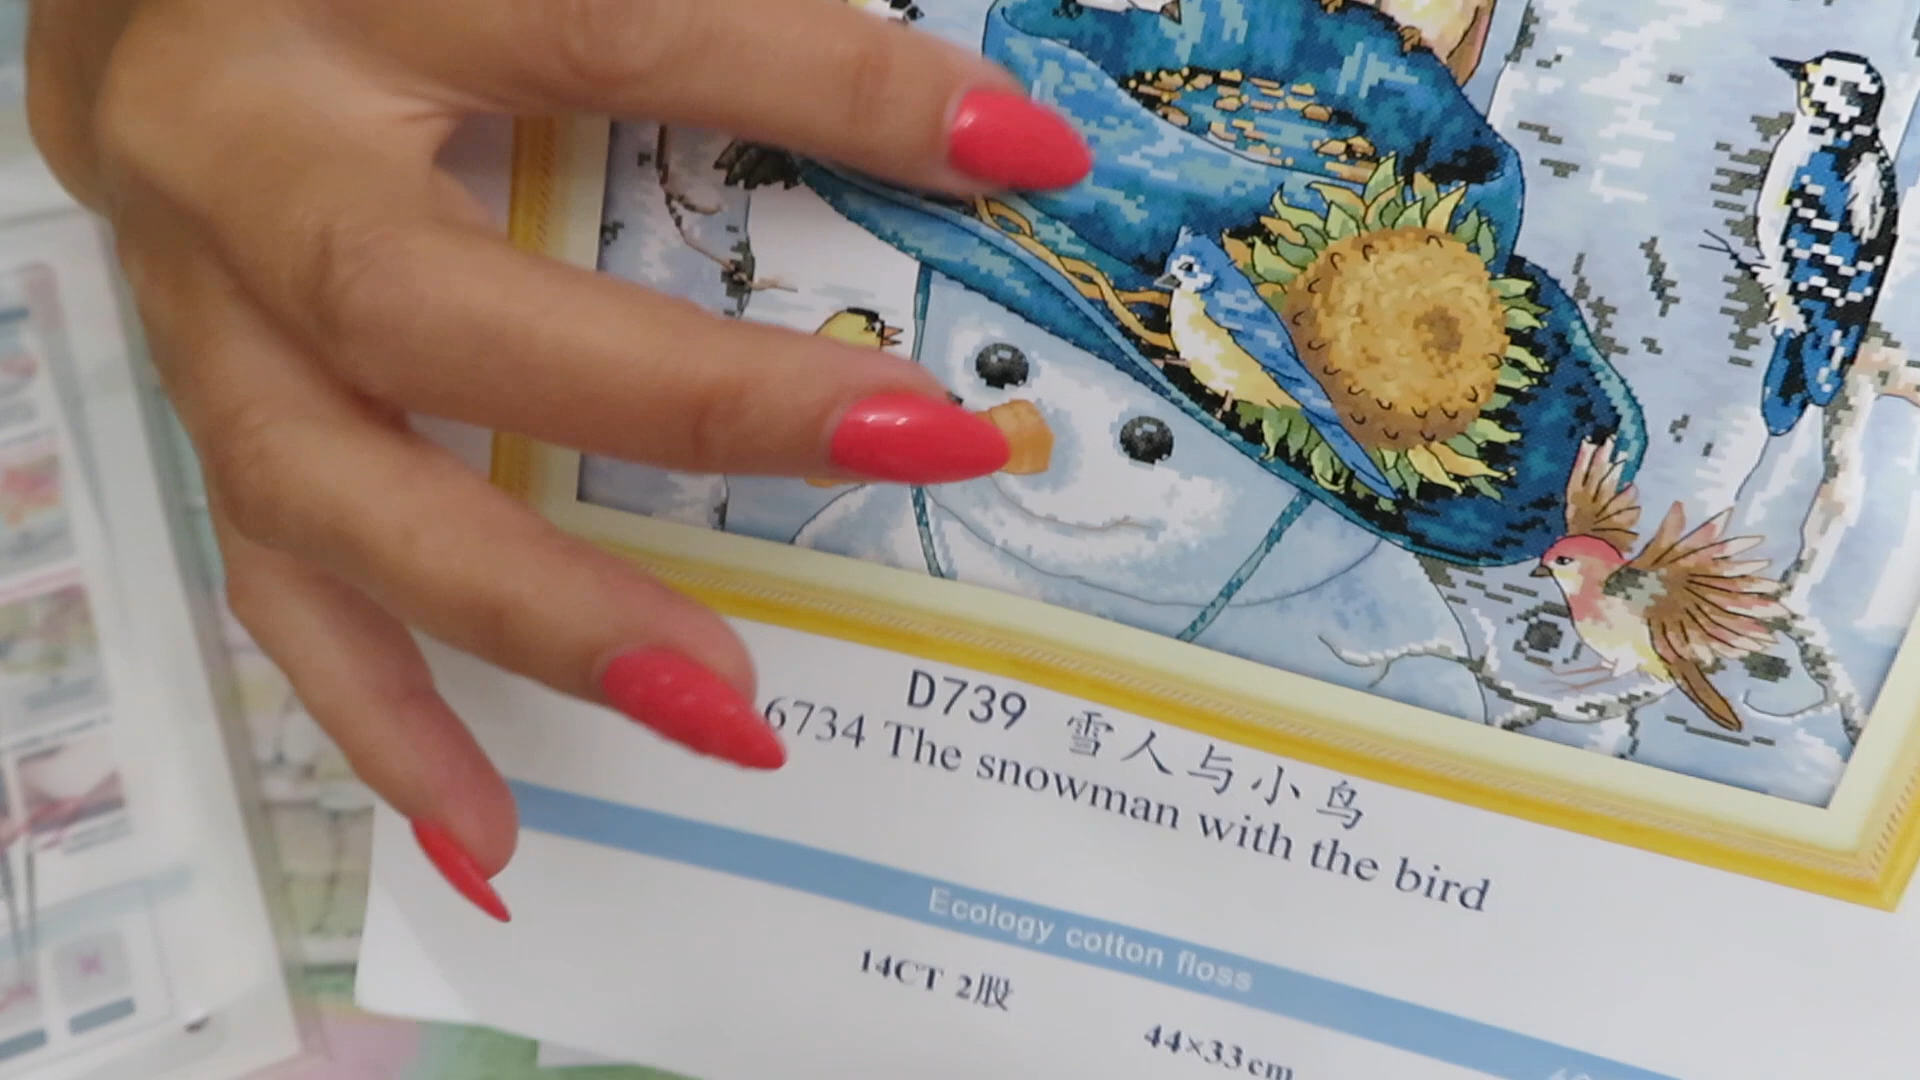 D739 雪人与小鸟
6734 The snowman with the bird
Ecology cotton floss
14CT 2股
44×33cm